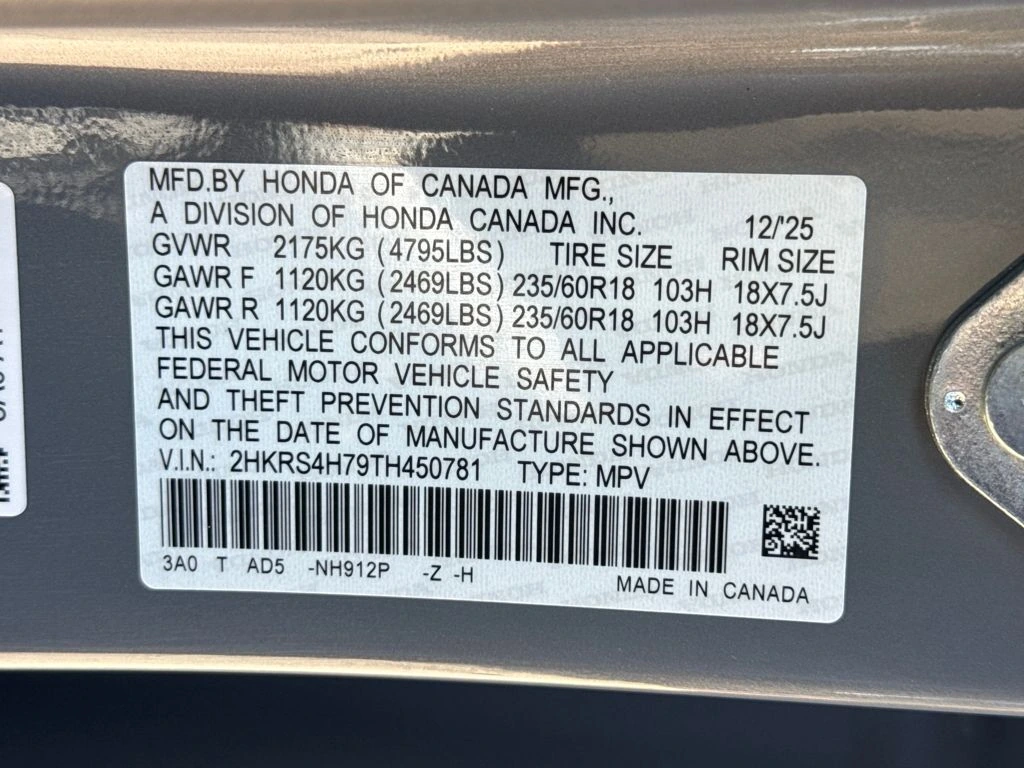 MFD.BY HONDA OF CANADA MFG.,
A DIVISION OF HONDA CANADA INC. 12/'25
GVWR 2175KG (4795LBS) TIRE SIZE RIM SIZE
GAWR F 1120KG (2469LBS) 235/60R18 103H 18X7.5J
GAWR R 1120KG (2469LBS) 235/60R18 103H 18X7.5J
THIS VEHICLE CONFORMS TO ALL APPLICABLE
FEDERAL MOTOR VEHICLE SAFETY
AND THEFT PREVENTION STANDARDS IN EFFECT
ON THE DATE OF MANUFACTURE SHOWN ABOVE.
V.I.N.: 2HKRS4H79TH450781 TYPE: MPV
3A0 T AD5 -NH912P -Z -H
MADE IN CANADA